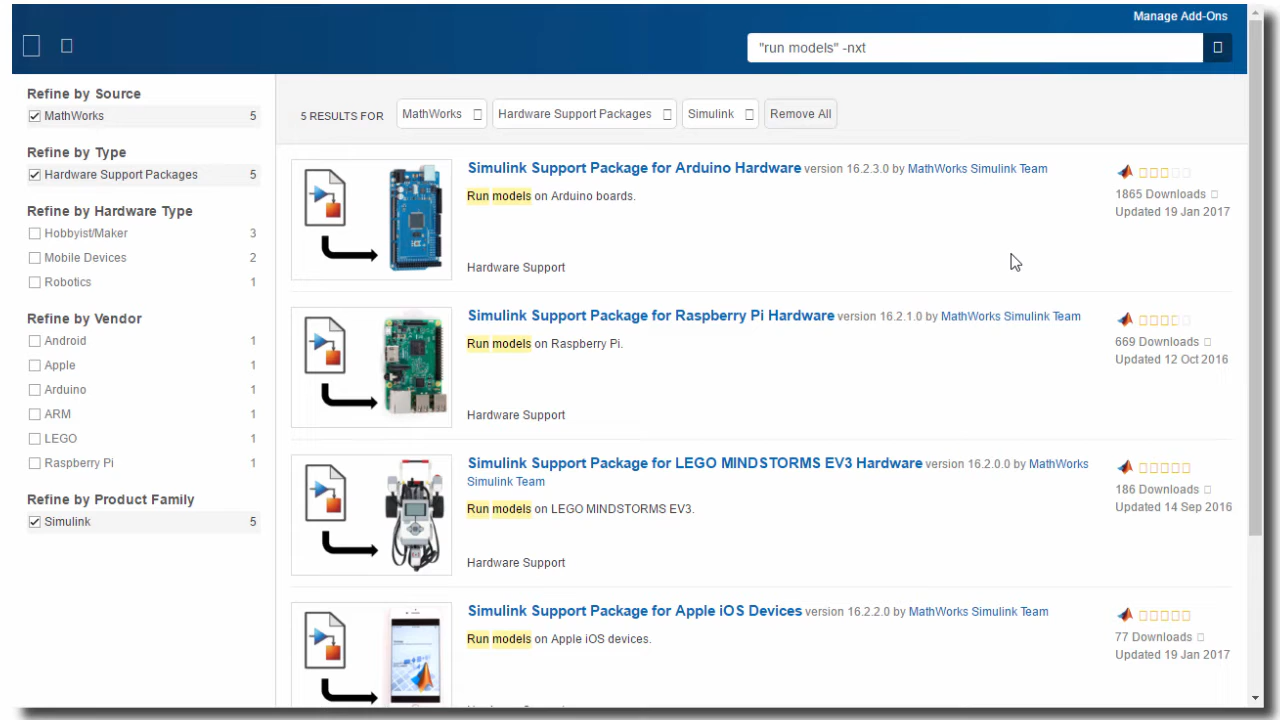 Manage Add-Ons
"run models" -nxt
Refine by Source
MathWorks 5
Refine by Type
Hardware Support Packages 5
Refine by Hardware Type
Hobbyist/Maker 3
Mobile Devices 2
Robotics 1
Refine by Vendor
Android 1
Apple 1
Arduino 1
ARM 1
LEGO 1
Raspberry Pi 1
Refine by Product Family
Simulink 5
5 RESULTS FOR MathWorks Hardware Support Packages Simulink Remove All
Simulink Support Package for Arduino Hardware version 16.2.3.0 by MathWorks Simulink Team
Run models on Arduino boards.
Hardware Support
1865 Downloads
Updated 19 Jan 2017
Simulink Support Package for Raspberry Pi Hardware version 16.2.1.0 by MathWorks Simulink Team
Run models on Raspberry Pi.
Hardware Support
669 Downloads
Updated 12 Oct 2016
Simulink Support Package for LEGO MINDSTORMS EV3 Hardware version 16.2.0.0 by MathWorks
Simulink Team
Run models on LEGO MINDSTORMS EV3.
Hardware Support
186 Downloads
Updated 14 Sep 2016
Simulink Support Package for Apple iOS Devices version 16.2.2.0 by MathWorks Simulink Team
Run models on Apple iOS devices.
77 Downloads
Updated 19 Jan 2017